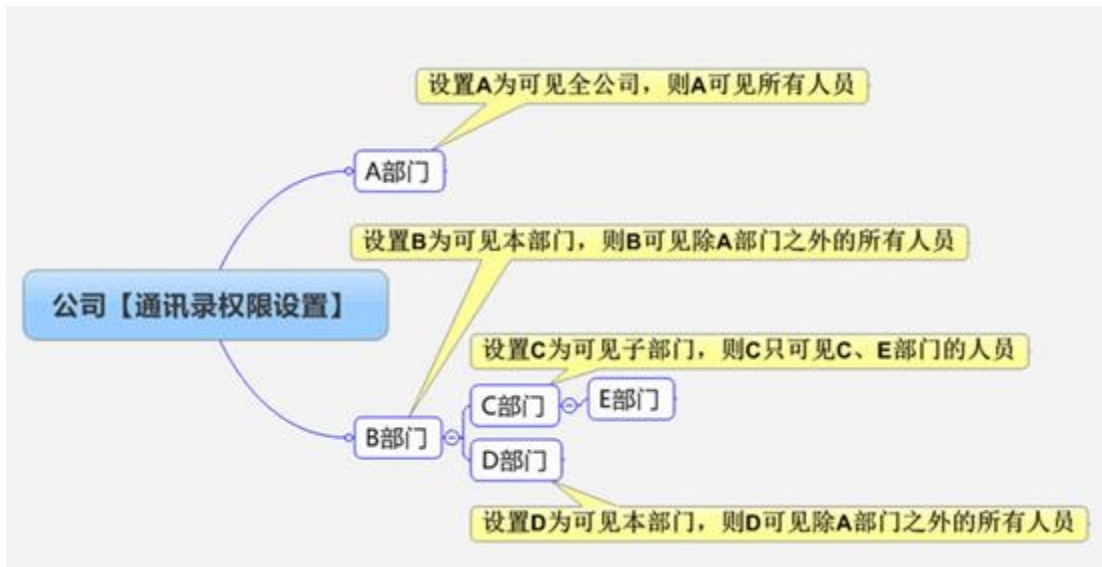 设置A为可见全公司，则A可见所有人员
A部门
设置B为可见本部门，则B可见除A部门之外的所有人员
公司【通讯录权限设置】
设置C为可见子部门，则C只可见C、E部门的人员
C部门
E部门
B部门
D部门
设置D为可见本部门，则D可见除A部门之外的所有人员